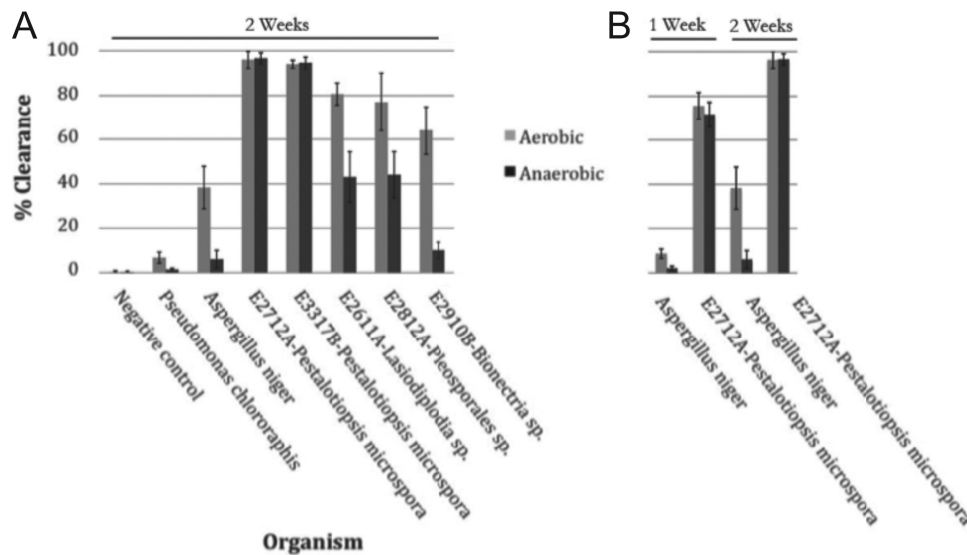 A
2 Weeks
100
80
60
40
20
0
% Clearance
Negative control
Pseudomonas chlororaphis
Aspergillus niger
E2712A-Pestalotiopsis microspora
E3317B-Pestalotiopsis microspora
E2611A-Lasiodiplodia sp.
E2812A-Pleosporales sp.
E2910B-Bionectria sp.
Organism
Aerobic
Anaerobic
B
1 Week
2 Weeks
Aspergillus niger
E2712A-Pestalotiopsis microspora
Aspergillus niger
E2712A-Pestalotiopsis microspora